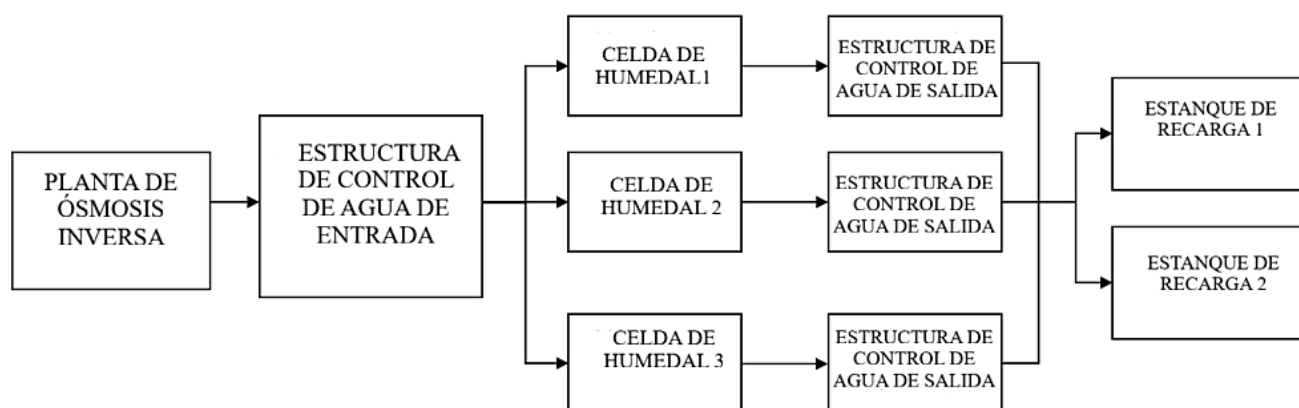 PLANTA DE
ÓSMOSIS
INVERSA
ESTRUCTURA
DE CONTROL
DE AGUA DE
ENTRADA
CELDA DE
HUMEDAL1
ESTRUCTURA DE
CONTROL DE
AGUA DE SALIDA
CELDA DE
HUMEDAL 2
ESTRUCTURA DE
CONTROL DE
AGUA DE SALIDA
CELDA DE
HUMEDAL 3
ESTRUCTURA DE
CONTROL DE
AGUA DE SALIDA
ESTANQUE DE
RECARGA 1
ESTANQUE DE
RECARGA 2